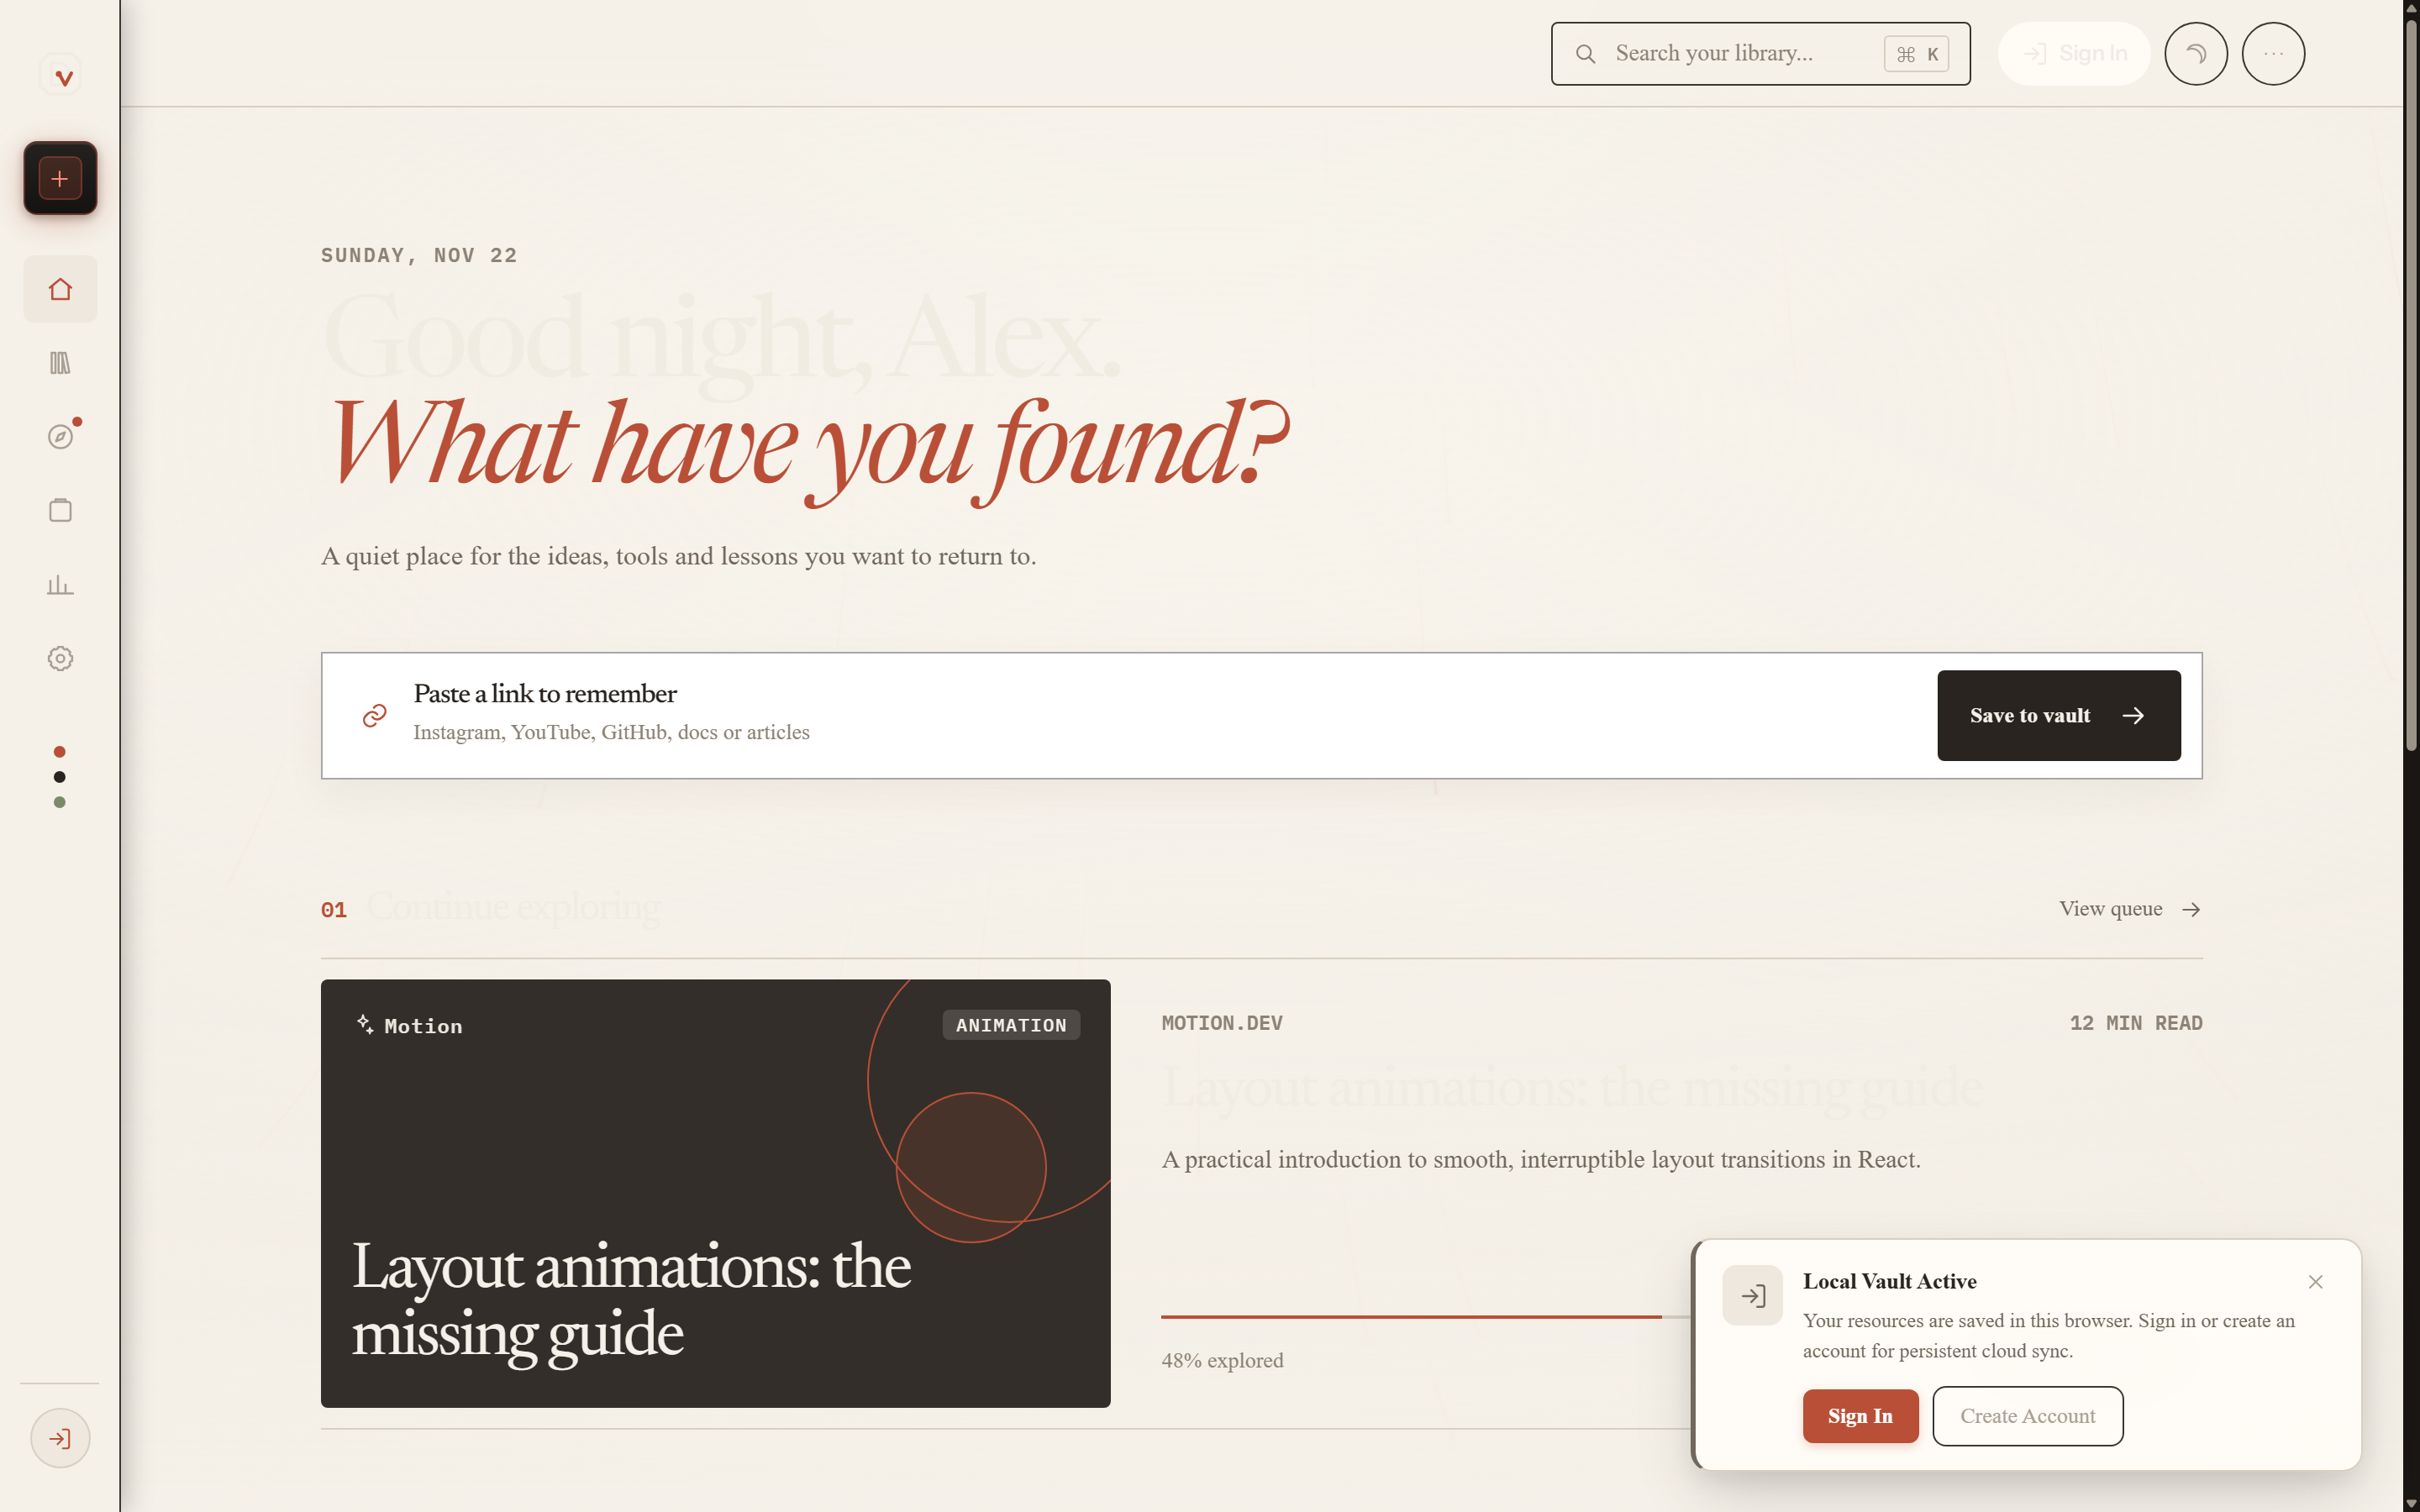 Search your library...
⌘ K
Sign In
...
SUNDAY, NOV 22
Good night, Alex.
What have you found?
A quiet place for the ideas, tools and lessons you want to return to.
Paste a link to remember
Instagram, YouTube, GitHub, docs or articles
Save to vault
01 Continue exploring
View queue
Motion
ANIMATION
Layout animations: the
missing guide
MOTION.DEV
12 MIN READ
Layout animations: the missing guide
A practical introduction to smooth, interruptible layout transitions in React.
48% explored
Local Vault Active
Your resources are saved in this browser. Sign in or create an
account for persistent cloud sync.
Sign In
Create Account